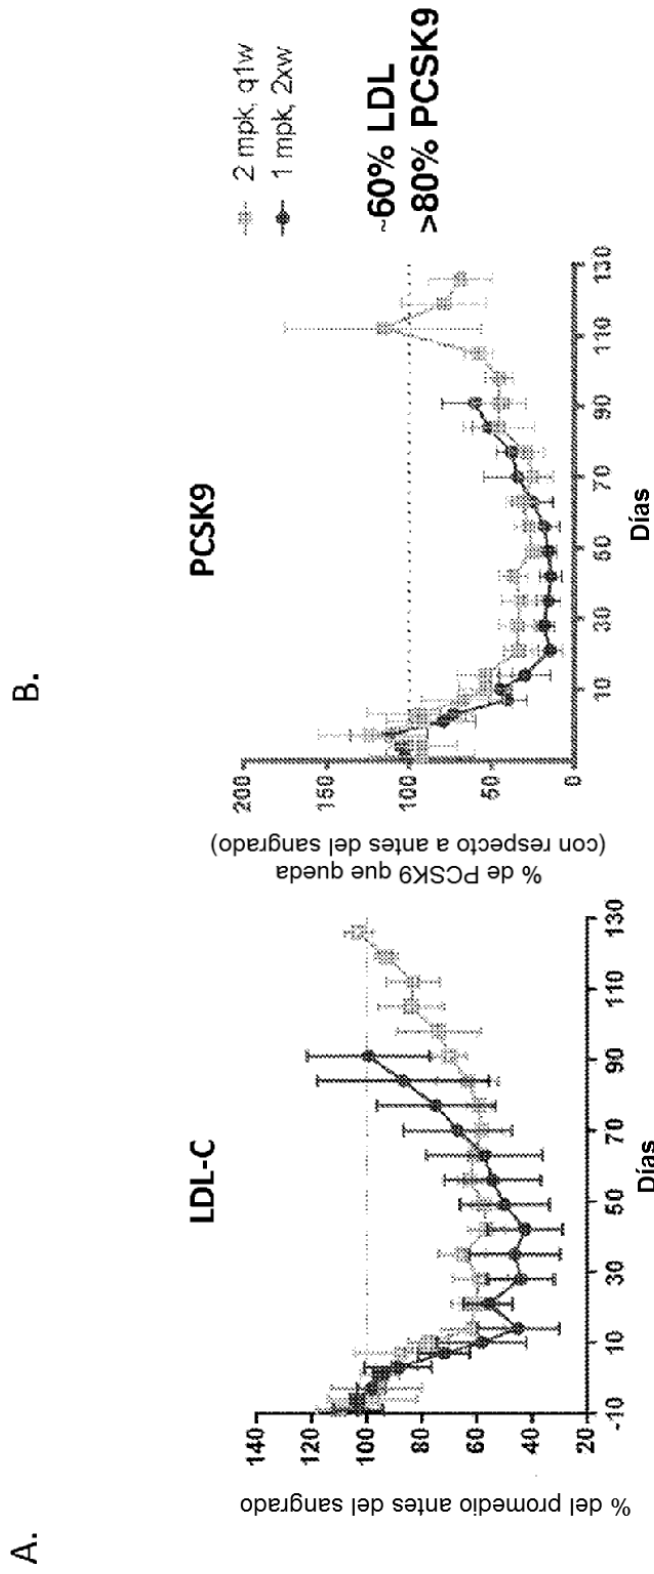 A.
LDL-C
% del promedio antes del sangrado
140
120
100
80
60
40
20
-10
10
30
50
70
90
110
130
Días
B.
PCSK9
% de PCSK9 que queda
(con respecto a antes del sangrado)
200
150
100
50
0
10
30
50
70
90
110
130
Días
2 mpk, q1w
1 mpk, 2xw
~60% LDL
>80% PCSK9